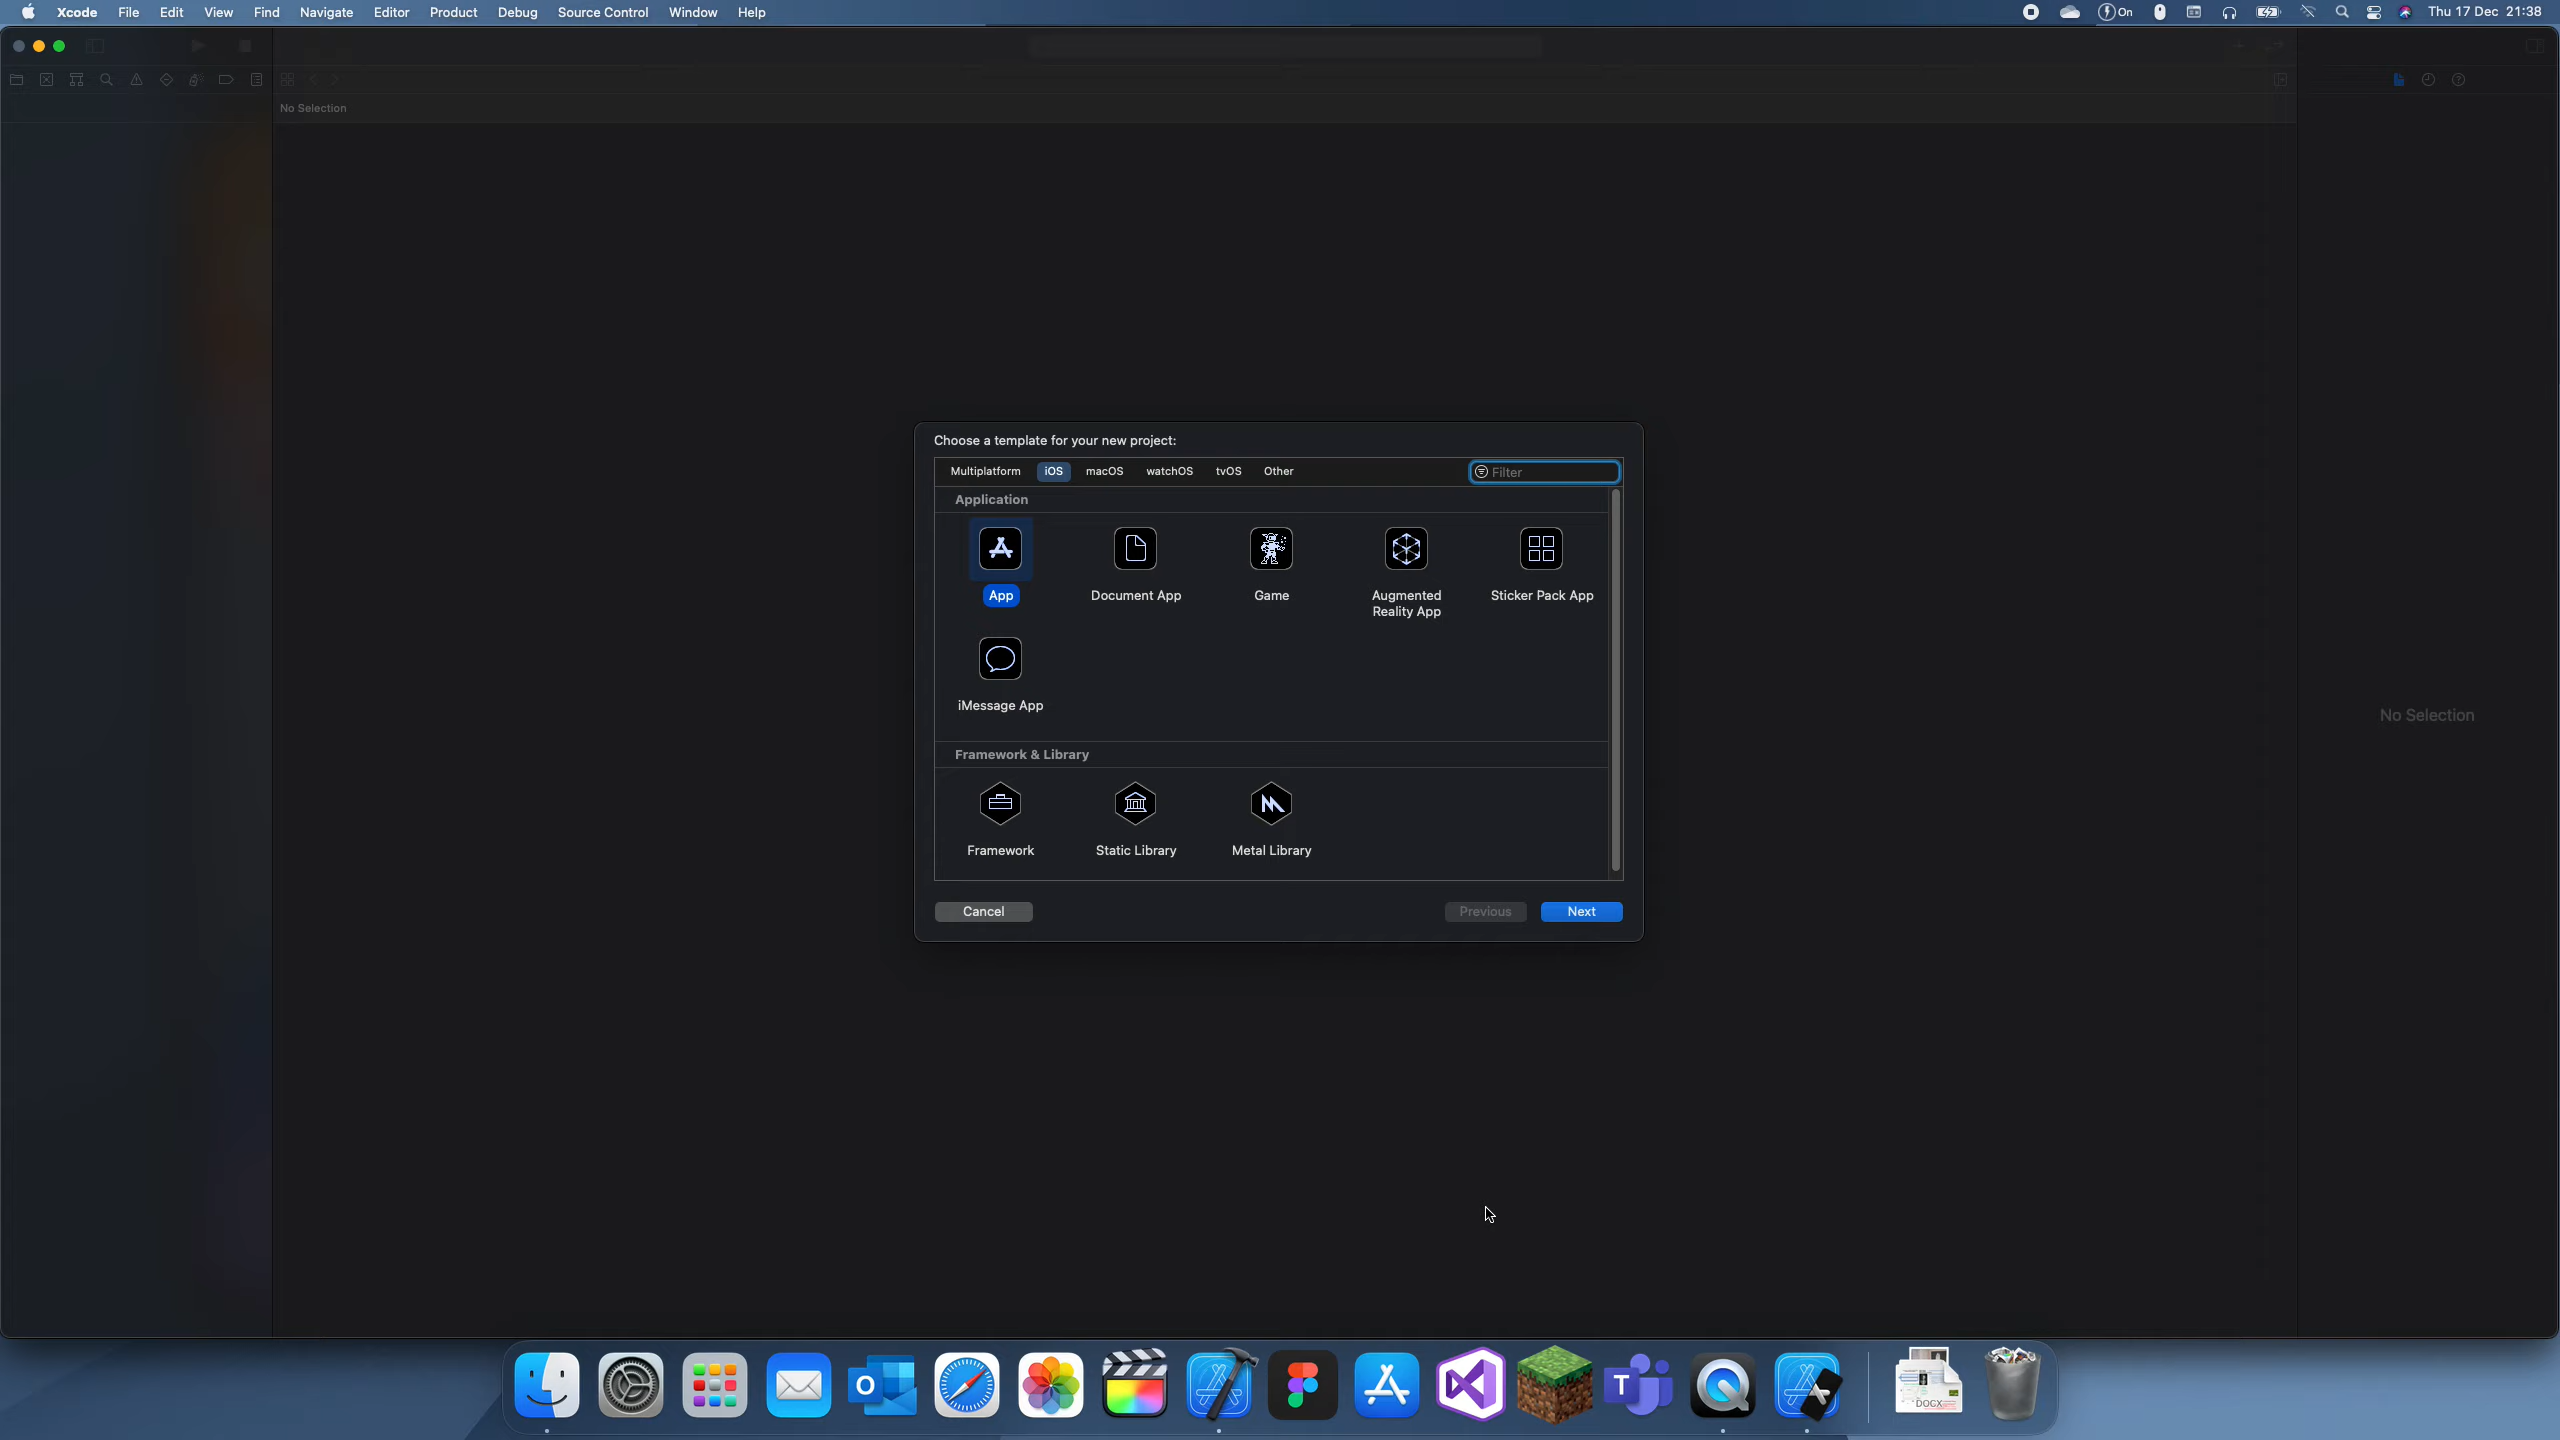 Xcode File Edit View Find Navigate Editor Product Debug Source Control Window Help On Thu 17 Dec 21:38
No Selection
Choose a template for your new project:
Multiplatform iOS macOS watchOS tvOS Other Filter
Application
App Document App Game Augmented Reality App Sticker Pack App
iMessage App
No Selection
Framework & Library
Framework Static Library Metal Library
Cancel Previous Next
O T DOCX